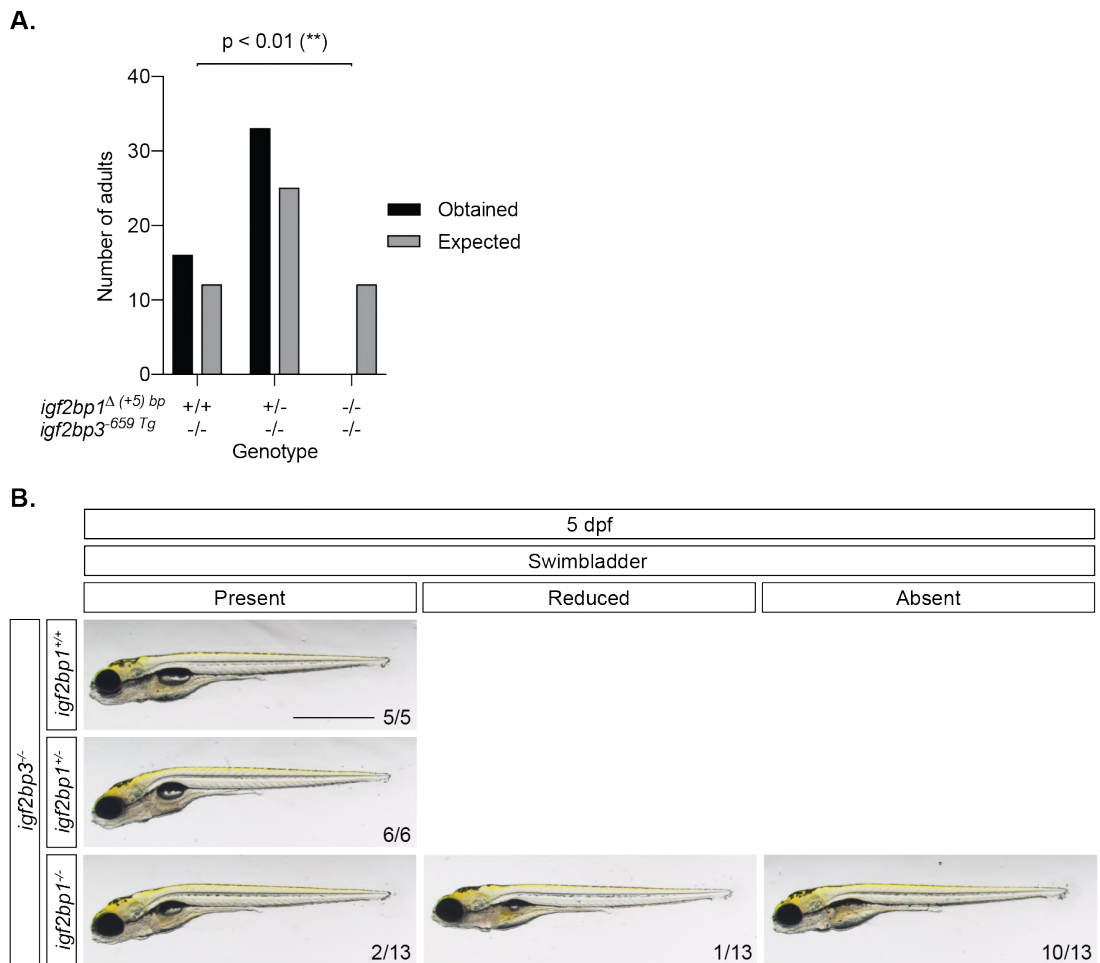 A.
p < 0.01 (**)
40
30
20
10
0
Number of adults
Obtained
Expected
igf2bp1Δ (+5) bp +/+ +/- -/-
igf2bp3-659 Tg -/- -/- -/-
Genotype
B.
5 dpf
Swimbladder
Present Reduced Absent
igf2bp3-/-
igf2bp1+/+
5/5
igf2bp1+/-
6/6
igf2bp1-/-
2/13 1/13 10/13